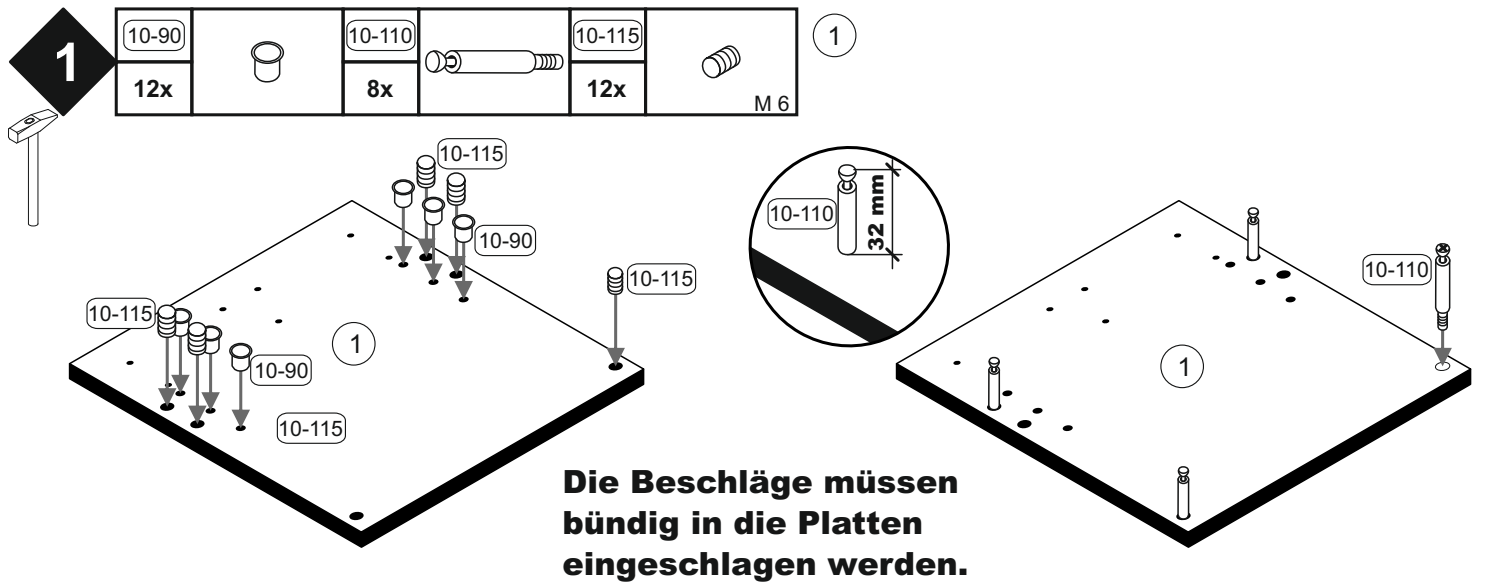 1
10-90
12x
10-110
8x
10-115
12x
M 6
1
10-115
10-90
10-115
10-115
10-90
10-115
1
10-110
32 mm
10-110
1
Die Beschläge müssen
bündig in die Platten
eingeschlagen werden.